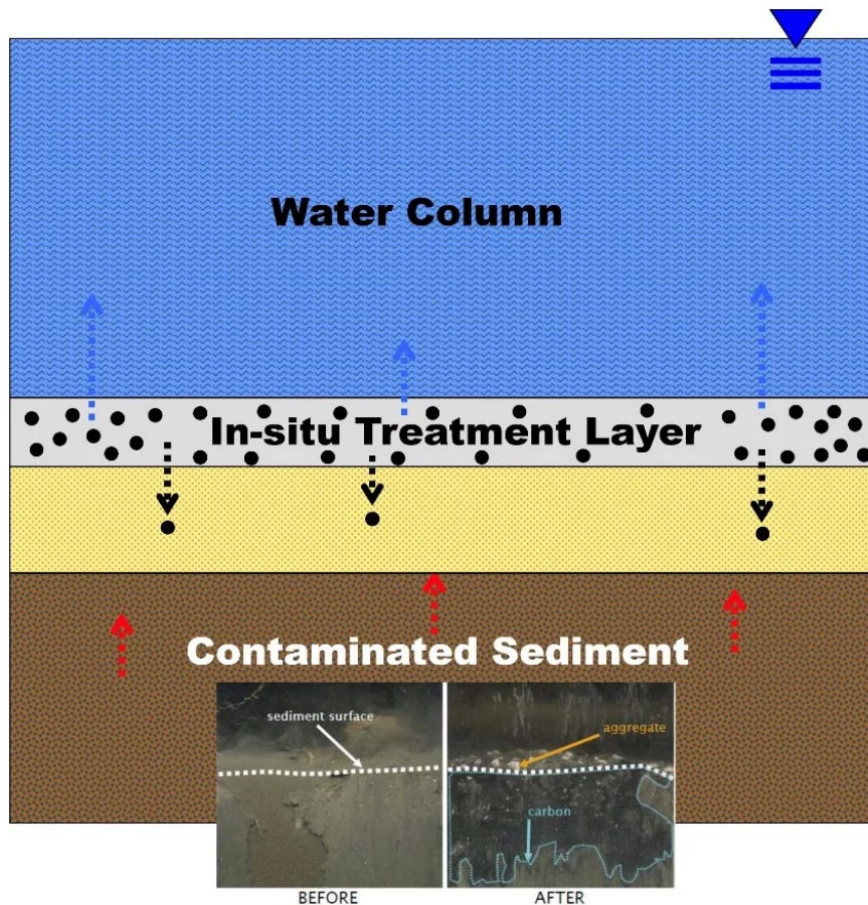 Water Column
In-situ Treatment Layer
Contaminated Sediment
sediment surface
aggregate
carbon
BEFORE
AFTER